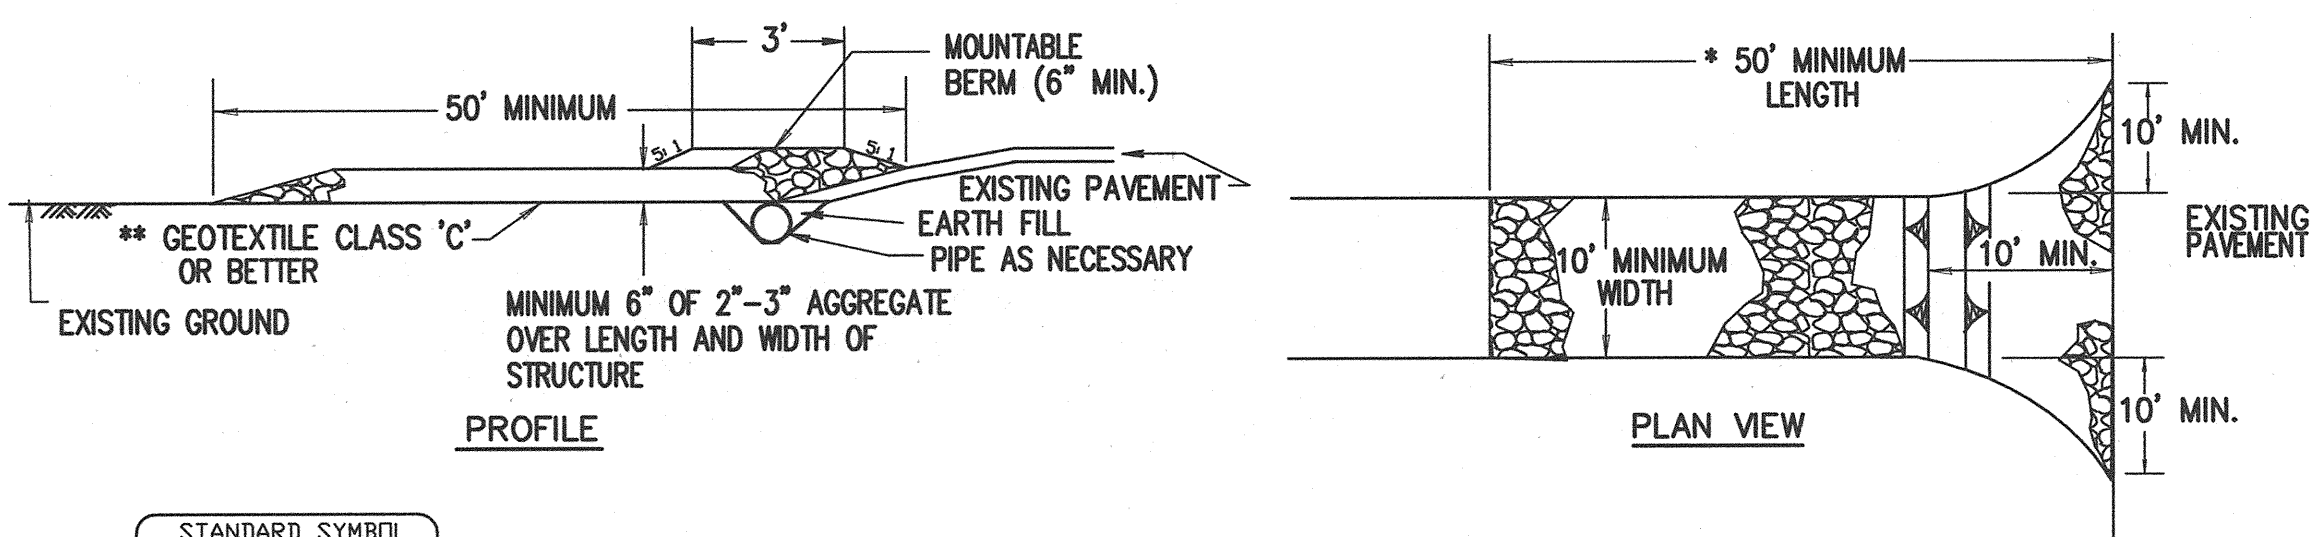 3'
MOUNTABLE
BERM (6" MIN.)
50' MINIMUM
5:1
5:1
EXISTING PAVEMENT
** GEOTEXTILE CLASS 'C'
OR BETTER
EARTH FILL
PIPE AS NECESSARY
EXISTING GROUND
MINIMUM 6" OF 2"-3" AGGREGATE
OVER LENGTH AND WIDTH OF
STRUCTURE
PROFILE
* 50' MINIMUM
LENGTH
10' MIN.
EXISTING
PAVEMENT
10' MINIMUM
WIDTH
10' MIN.
10' MIN.
PLAN VIEW
STANDARD SYMBOL